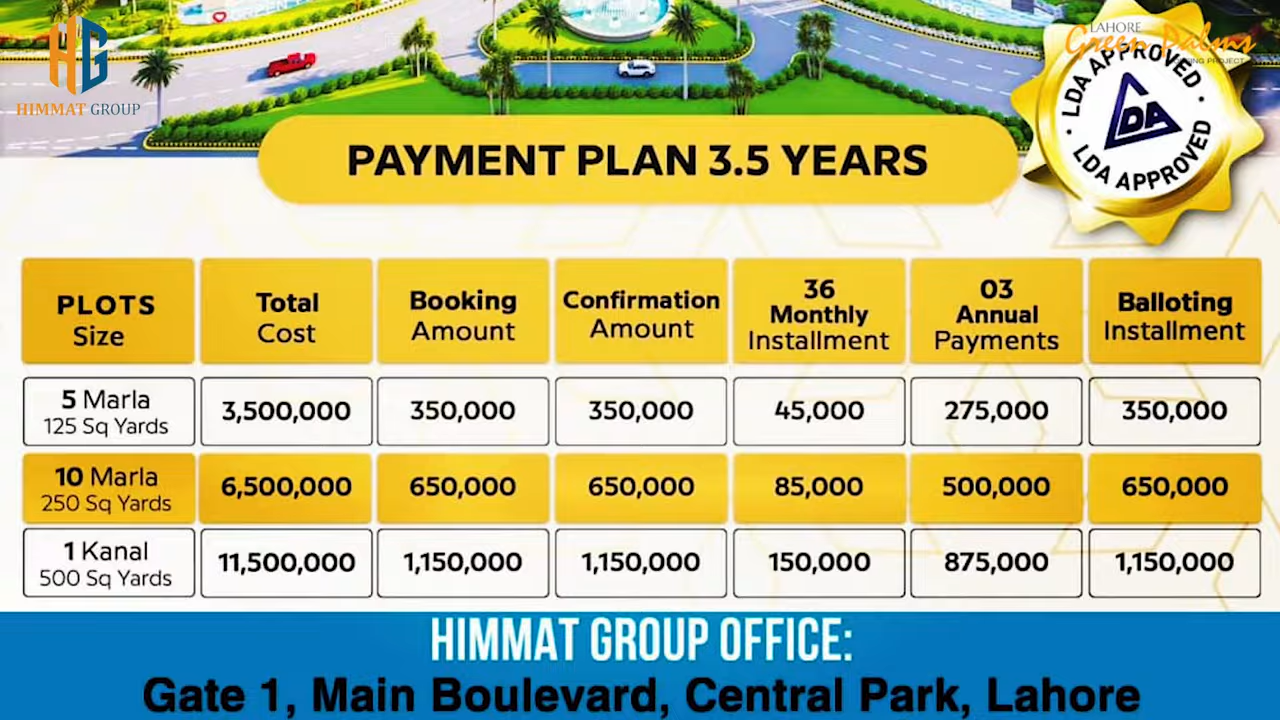 HIMMAT GROUP
LAHORE
Green Palms
LDA APPROVED
LDA
LDA APPROVED
PAYMENT PLAN 3.5 YEARS
PLOTS Size
Total Cost
Booking Amount
Confirmation Amount
36 Monthly Installment
03 Annual Payments
Balloting Installment
5 Marla 125 Sq Yards
3,500,000
350,000
350,000
45,000
275,000
350,000
10 Marla 250 Sq Yards
6,500,000
650,000
650,000
85,000
500,000
650,000
1 Kanal 500 Sq Yards
11,500,000
1,150,000
1,150,000
150,000
875,000
1,150,000
HIMMAT GROUP OFFICE:
Gate 1, Main Boulevard, Central Park, Lahore